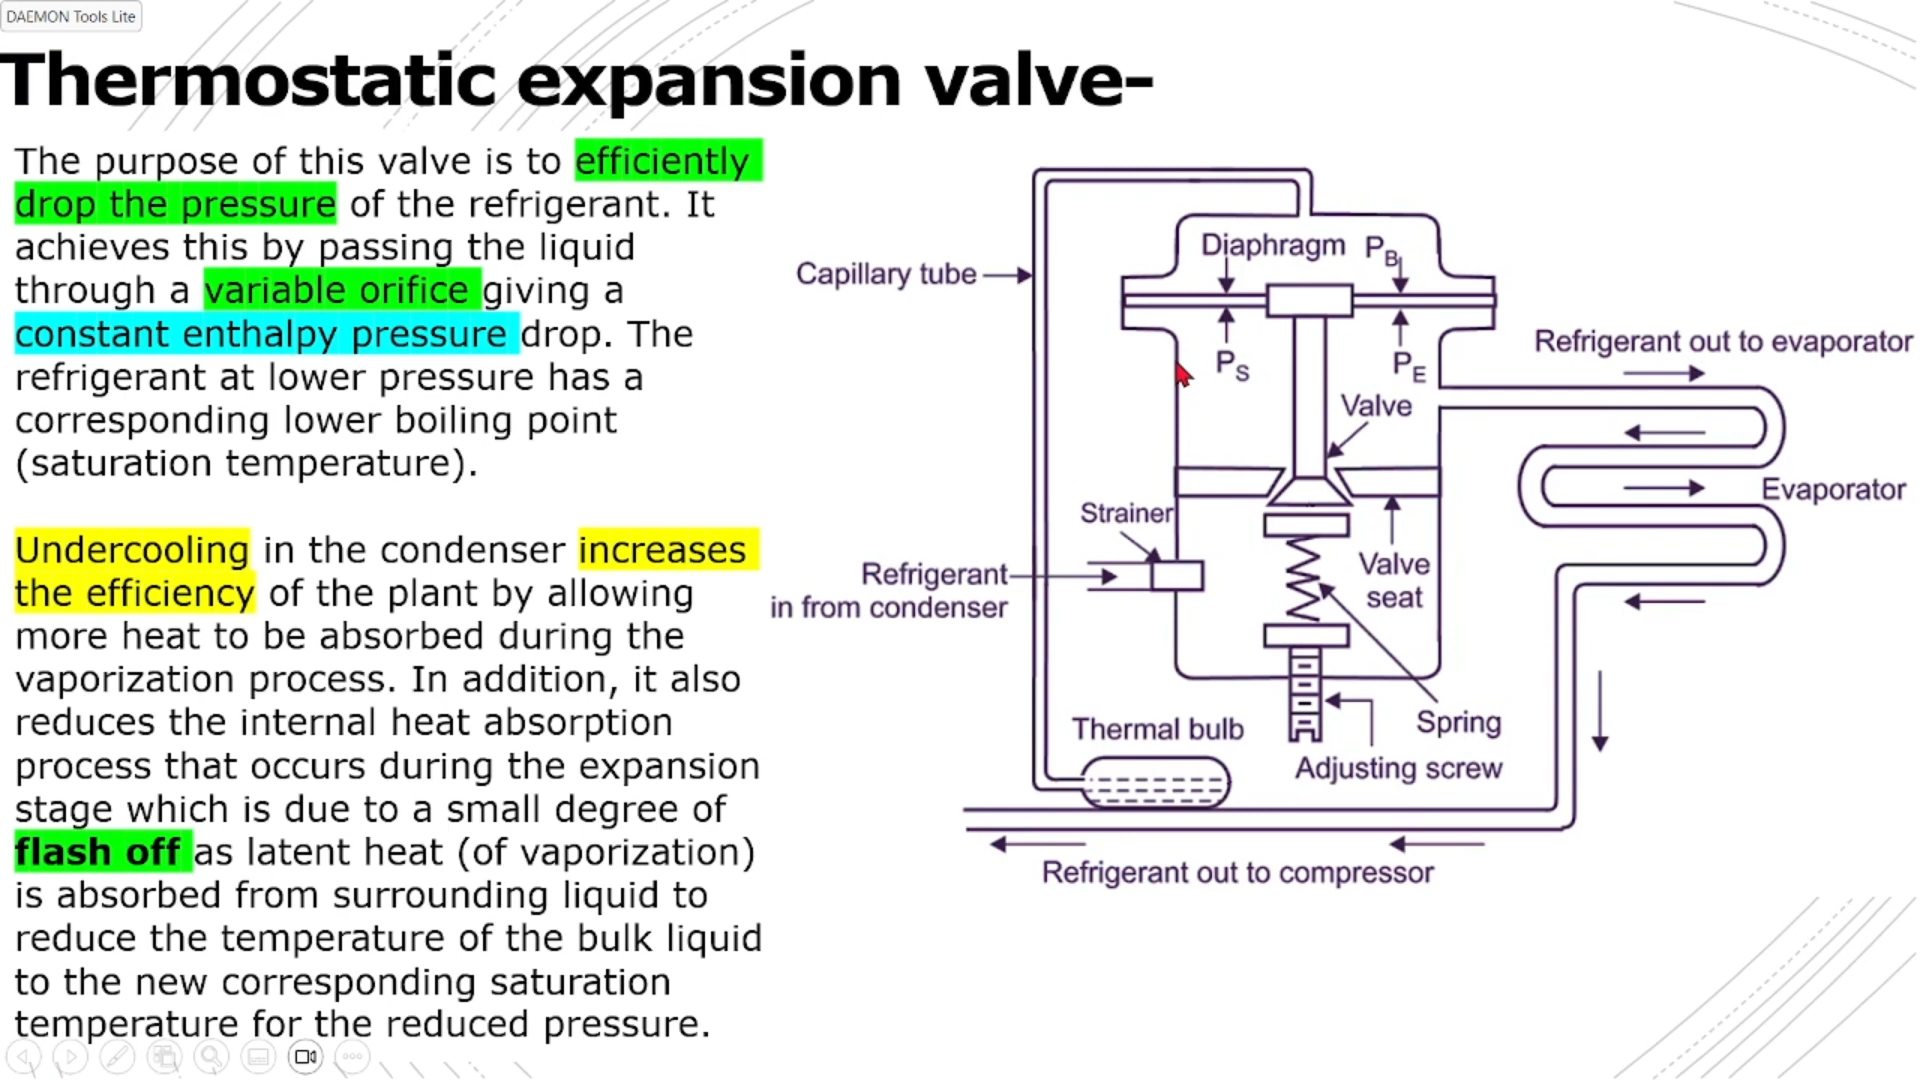 DAEMON Tools Lite
Thermostatic expansion valve-
The purpose of this valve is to efficiently
drop the pressure of the refrigerant. It
achieves this by passing the liquid
through a variable orifice giving a
constant enthalpy pressure drop. The
refrigerant at lower pressure has a
corresponding lower boiling point
(saturation temperature).
Undercooling in the condenser increases
the efficiency of the plant by allowing
more heat to be absorbed during the
vaporization process. In addition, it also
reduces the internal heat absorption
process that occurs during the expansion
stage which is due to a small degree of
flash off as latent heat (of vaporization)
is absorbed from surrounding liquid to
reduce the temperature of the bulk liquid
to the new corresponding saturation
temperature for the reduced pressure.
Diaphragm PB
Capillary tube
PS PE
Refrigerant out to evaporator
Valve
Evaporator
Strainer
Refrigerant
in from condenser
Valve
seat
Spring
Thermal bulb
Adjusting screw
Refrigerant out to compressor